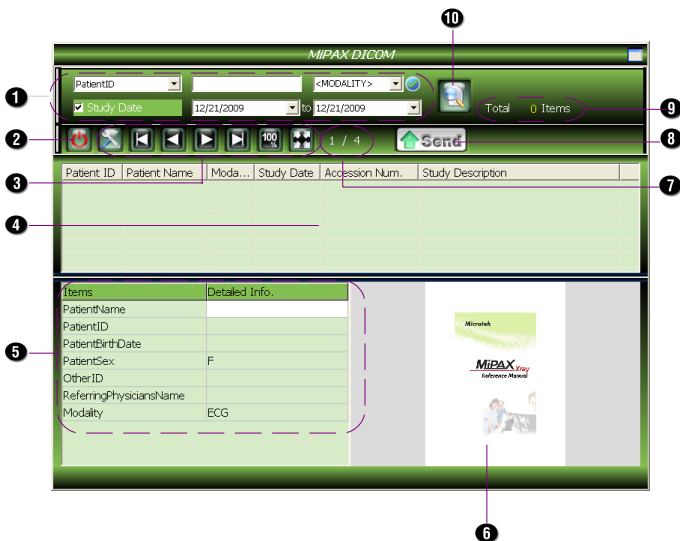 10
MiPAX DICOM
1
PatientID
<MODALITY>
Study Date
12/21/2009
to 12/21/2009
Total 0 Items
9
2
100%
1 / 4
Send
8
3
7
Patient ID Patient Name Moda... Study Date Accession Num. Study Description
4
Items Detailed Info.
PatientName
PatientID
PatientBirthDate
PatientSex F
OtherID
ReferringPhysiciansName
Modality ECG
5
Microtek
MiPAX Xray
Reference Manual
6